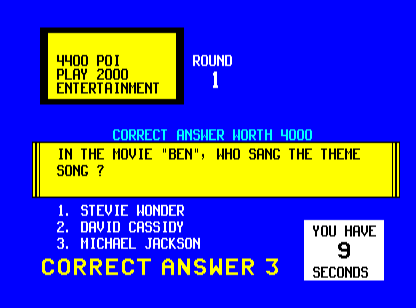 4400 POI
PLAY 2000
ENTERTAINMENT
ROUND
1
CORRECT ANSWER WORTH 4000
IN THE MOVIE "BEN", WHO SANG THE THEME
SONG ?
1. STEVIE WONDER
2. DAVID CASSIDY
3. MICHAEL JACKSON
YOU HAVE
9
SECONDS
CORRECT ANSWER 3